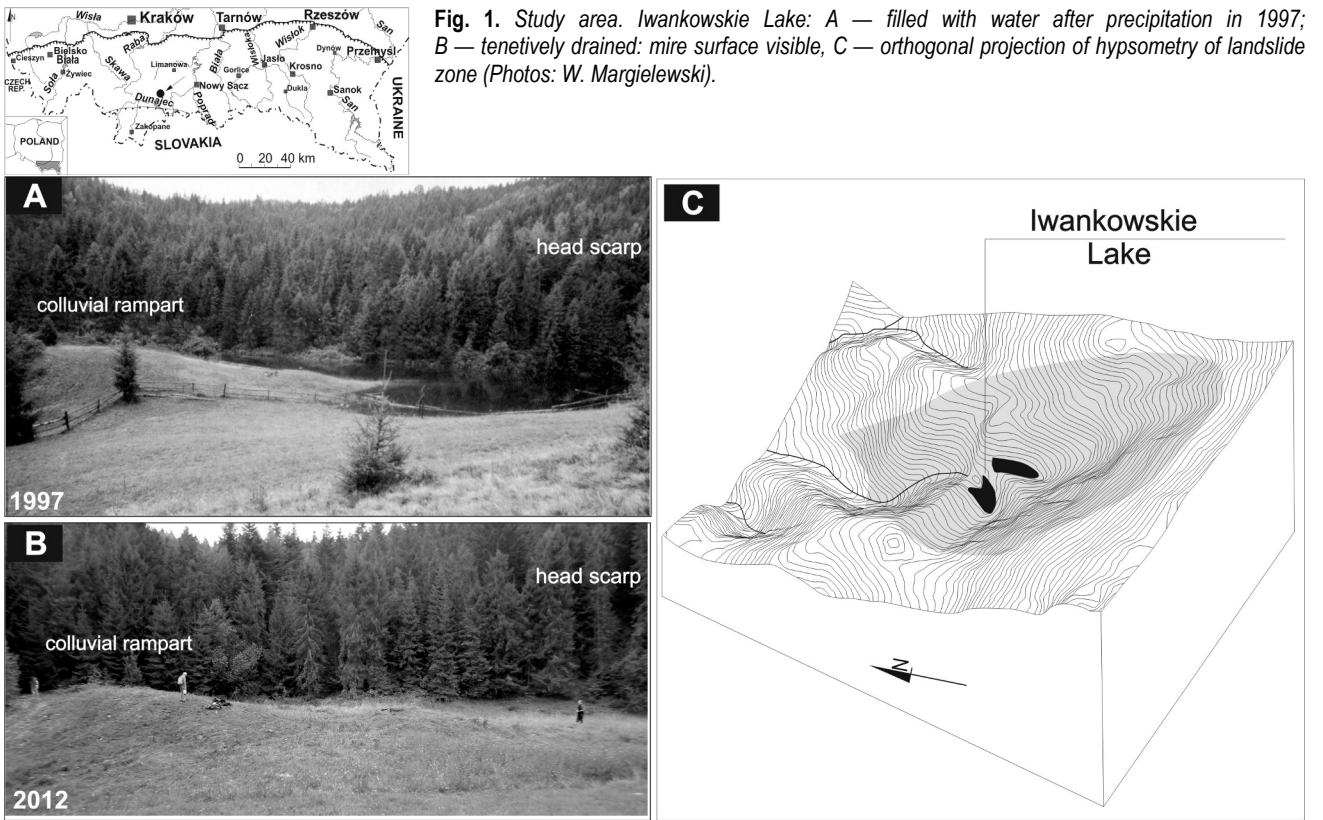 Fig. 1. Study area. Iwankowskie Lake: A — filled with water after precipitation in 1997;
B — tenetively drained: mire surface visible, C — orthogonal projection of hypsometry of landslide
zone (Photos: W. Margielewski).
N
Wisła
Kraków
Tarnów
Rzeszów
San
Cieszyn
Bielsko
Biała
Żywiec
Soła
Skawa
Raba
Limanowa
Biała
Gorlice
Wisłoka
Jasło
Wisłok
Krosno
Dynów
Przemyśl
CZECH
REP.
Dunajec
Nowy Sącz
Poprad
Dukla
Sanok
San
UKRAINE
Zakopane
SLOVAKIA
POLAND
0 20 40 km
A
head scarp
colluvial rampart
1997
B
head scarp
colluvial rampart
2012
C
Iwankowskie
Lake
N